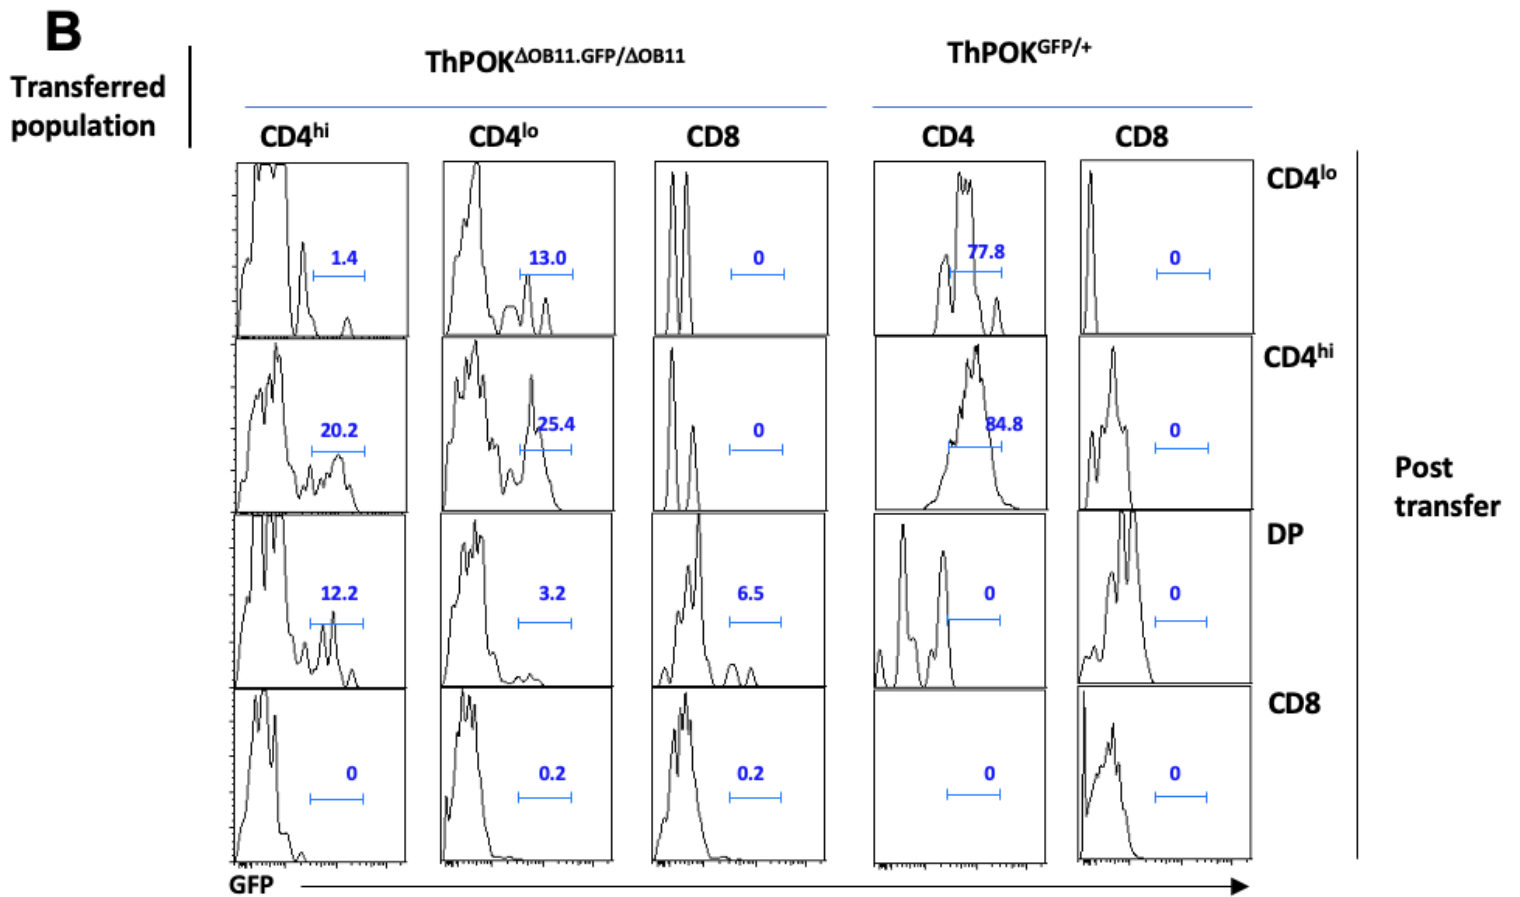 B
Transferred
population
ThPOKΔOB11.GFP/ΔOB11
ThPOKGFP/+
CD4hi
CD4lo
CD8
CD4
CD8
1.4
13.0
0
77.8
0
CD4lo
20.2
25.4
0
84.8
0
CD4hi
12.2
3.2
6.5
0
0
DP
0
0.2
0.2
0
0
CD8
Post
transfer
GFP